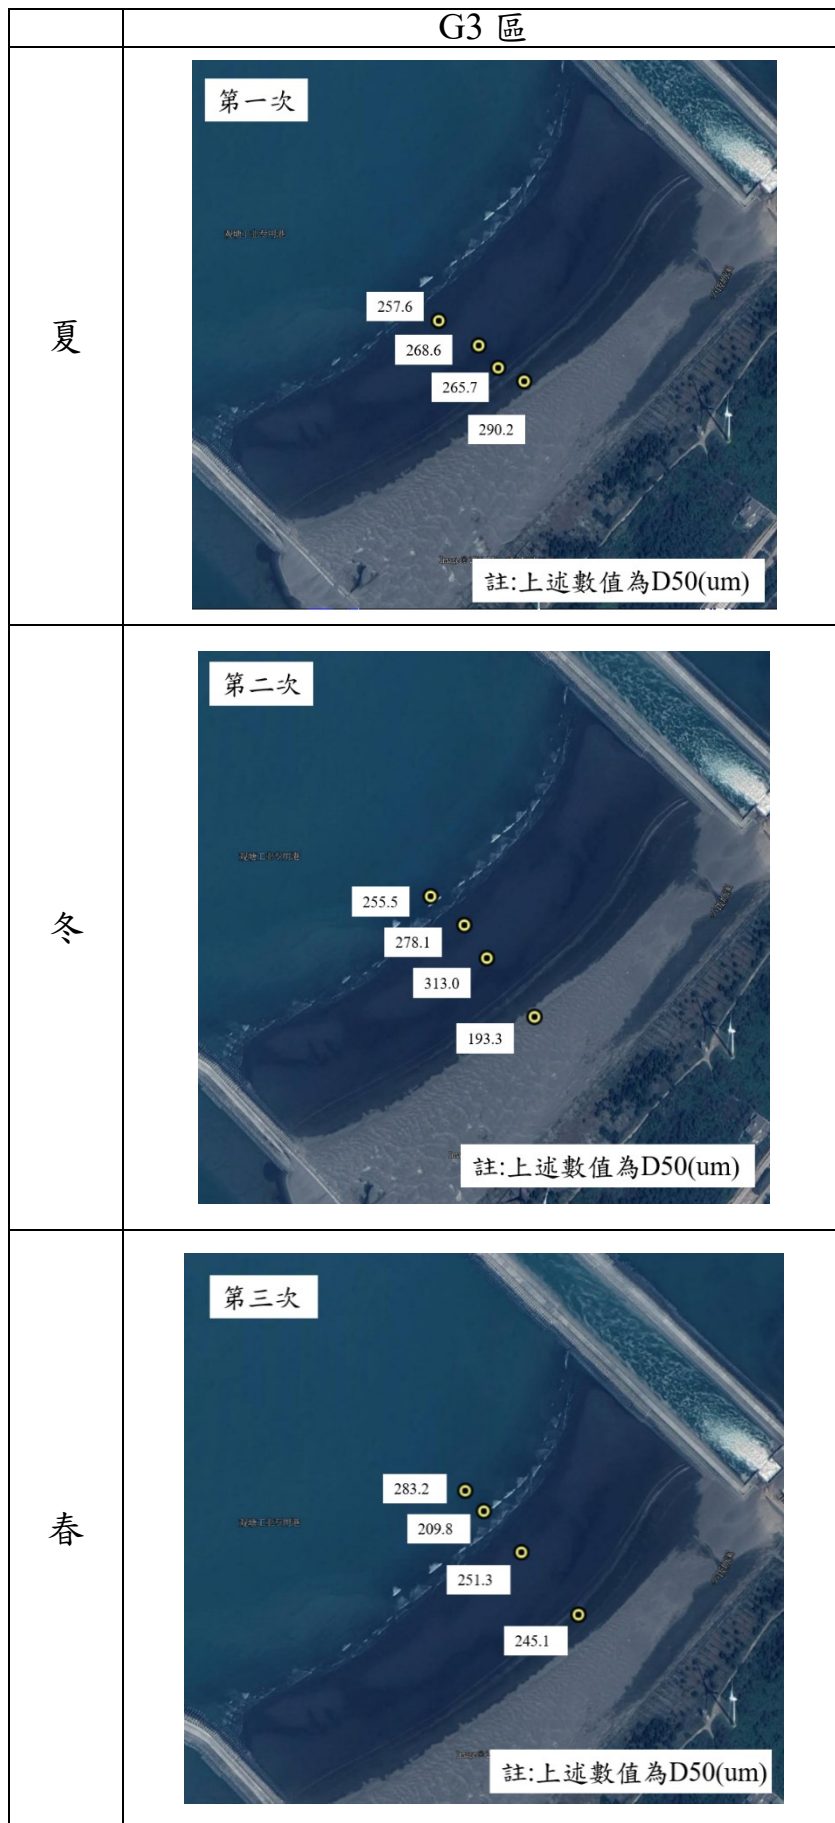 G3 區
夏
第一次
257.6
268.6
265.7
290.2
註:上述數值為D50(um)
冬
第二次
255.5
278.1
313.0
193.3
註:上述數值為D50(um)
春
第三次
283.2
209.8
251.3
245.1
註:上述數值為D50(um)